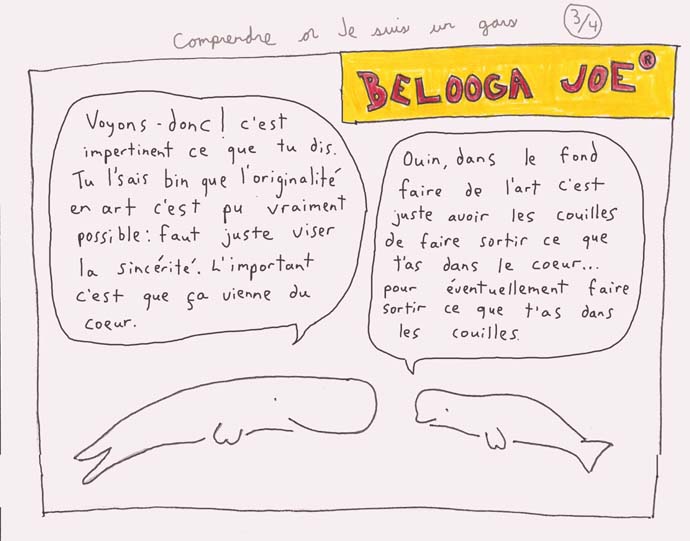 Comprendre or Je suis un gars 3/4
BELOOGA JOE®
Voyons-donc! c'est
impertinent ce que tu dis.
Tu l'sais bin que l'originalité
en art c'est pu vraiment
possible: faut juste viser
la sincérité. L'important
c'est que ça vienne du
coeur.
Ouin, dans le fond
faire de l'art c'est
juste avoir les couilles
de faire sortir ce que
t'as dans le coeur...
pour éventuellement faire
sortir ce que t'as dans
les couilles.